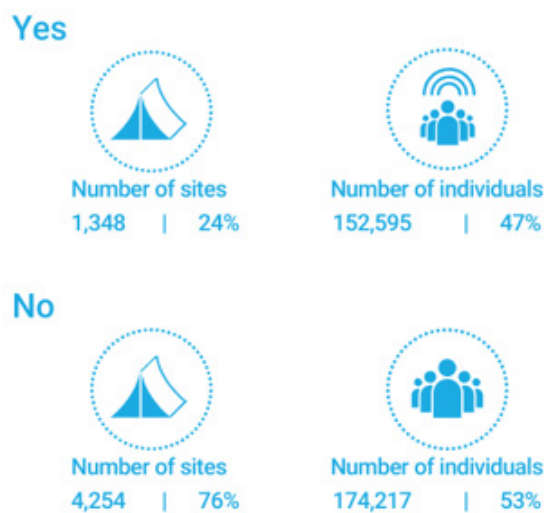 Yes
Number of sites Number of individuals
1,348 | 24% 152,595 | 47%
No
Number of sites Number of individuals
4,254 | 76% 174,217 | 53%